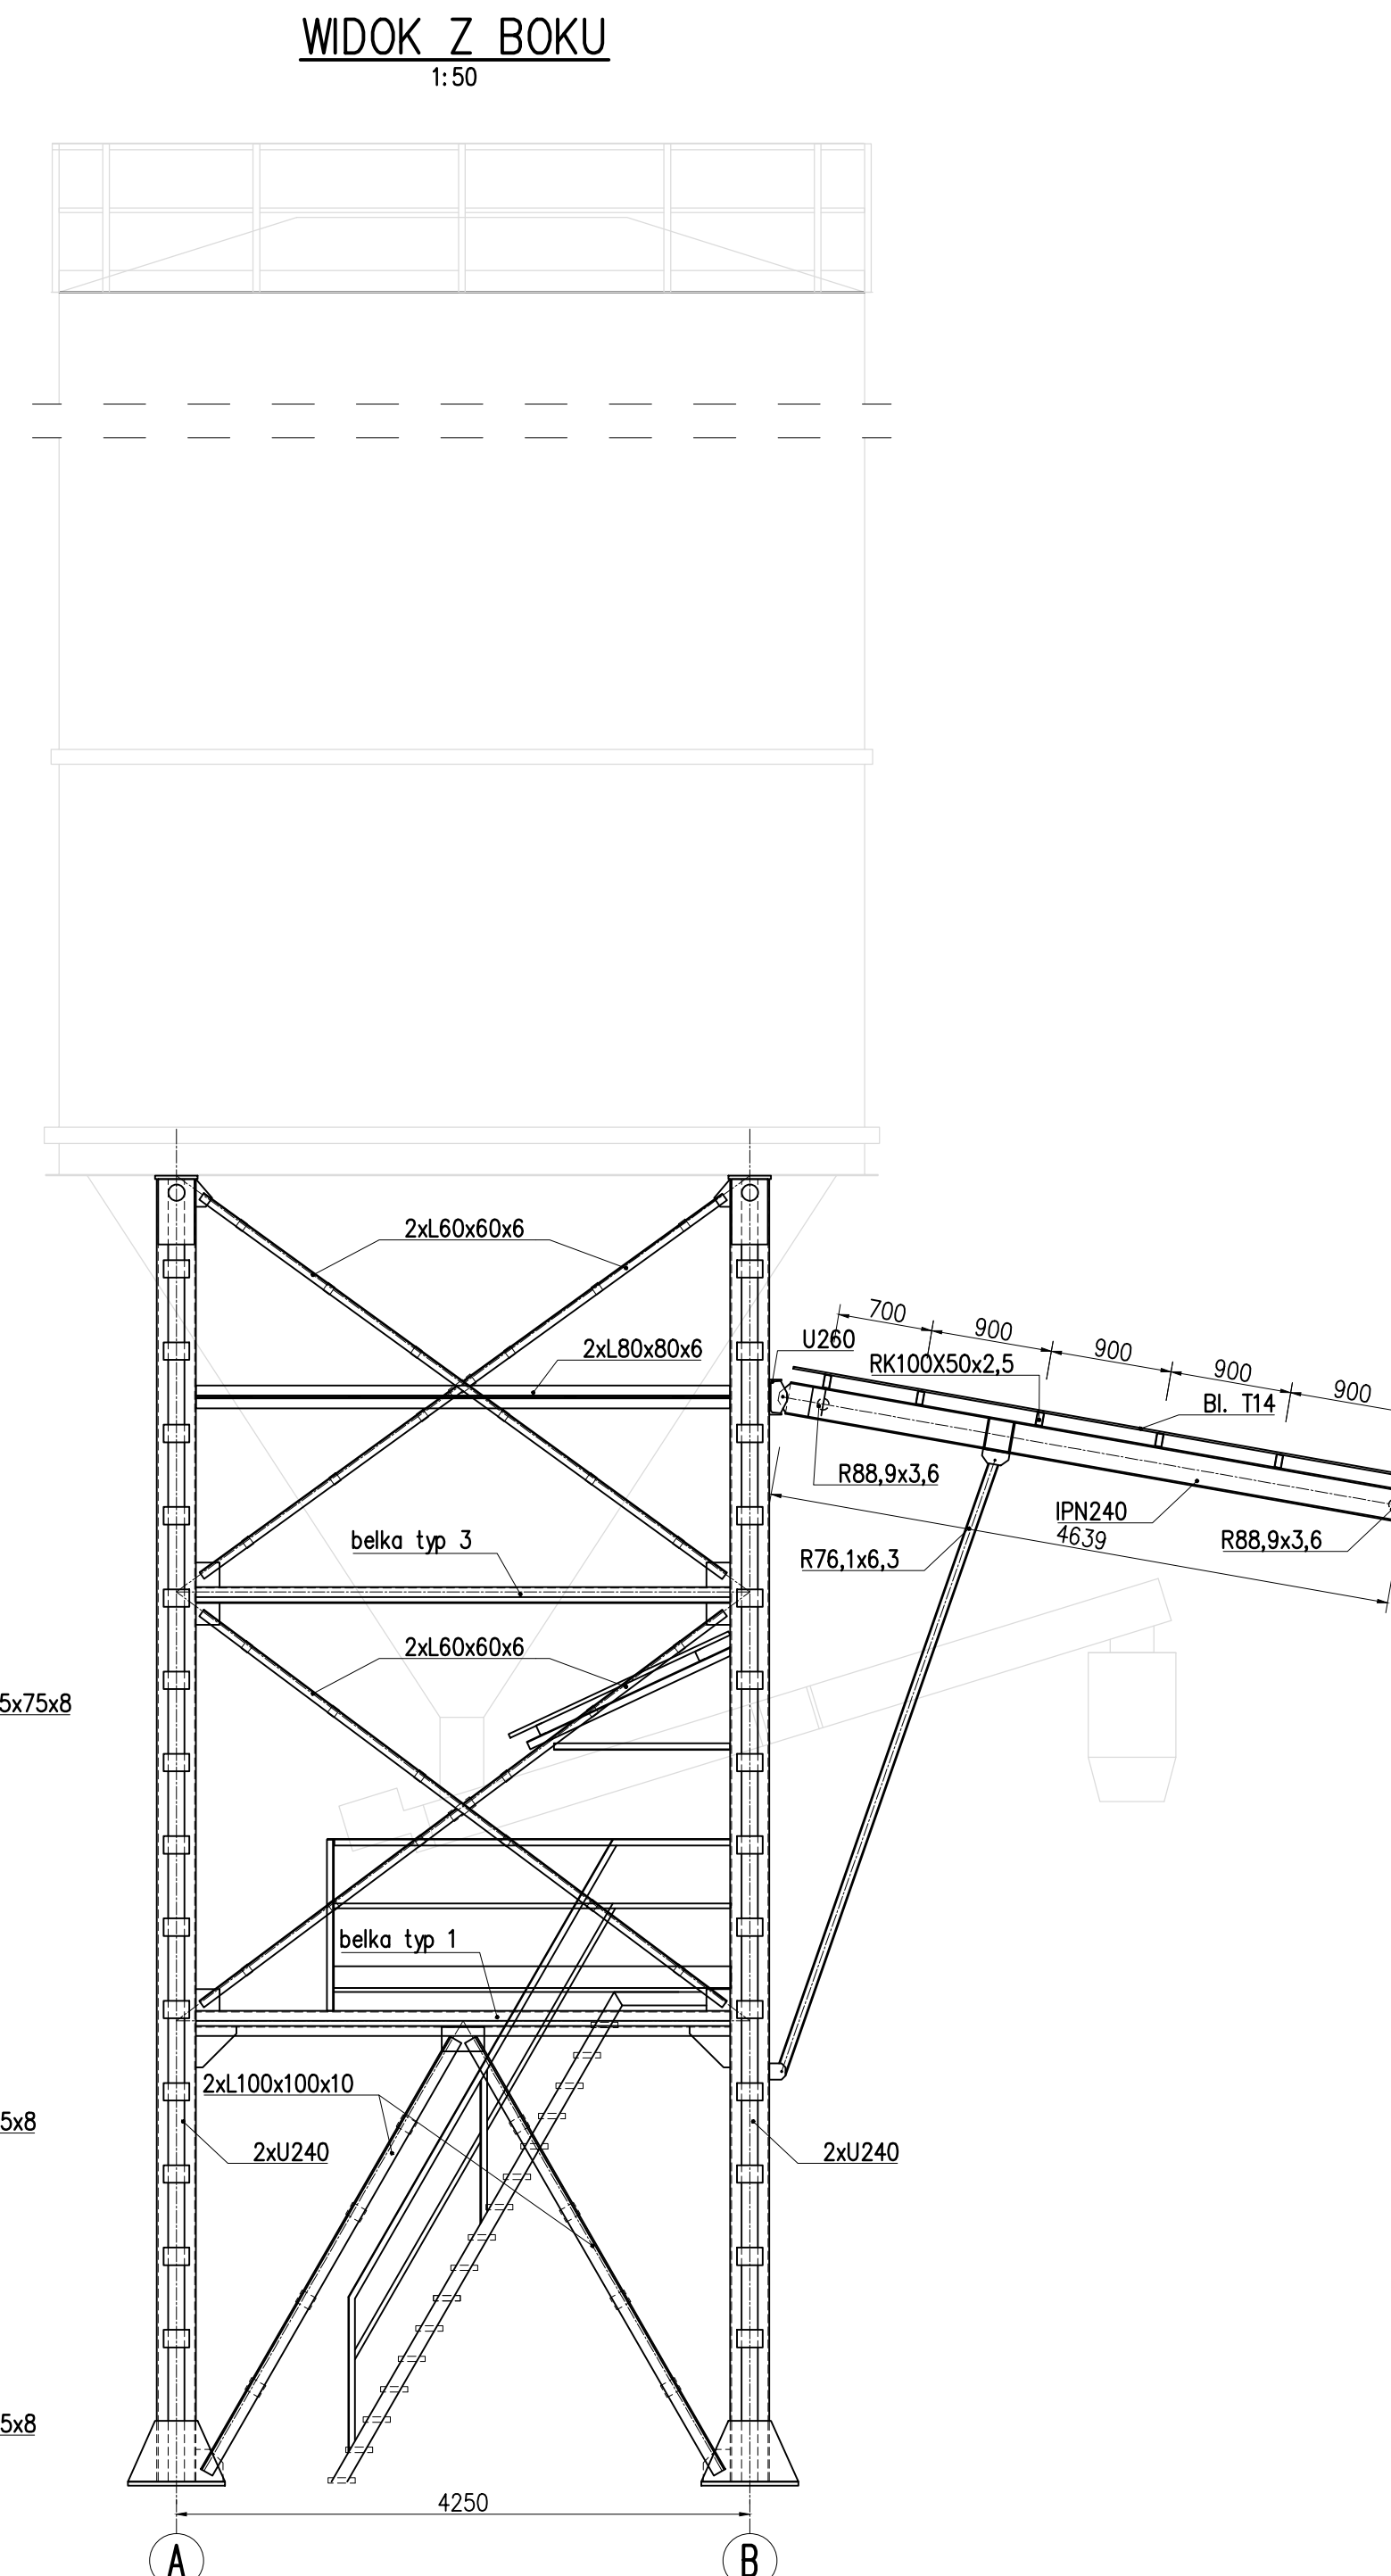 WIDOK Z BOKU
1:50
2xL60x60x6
700
900
900
900
900
U260
2xL80x80x6
RK100X50x2,5
Bl. T14
R88,9x3,6
IPN240
4639
R88,9x3,6
belka typ 3
R76,1x6,3
2xL60x60x6
5x75x8
belka typ 1
2xL100x100x10
5x8
2xU240
2xU240
5x8
4250
A
B